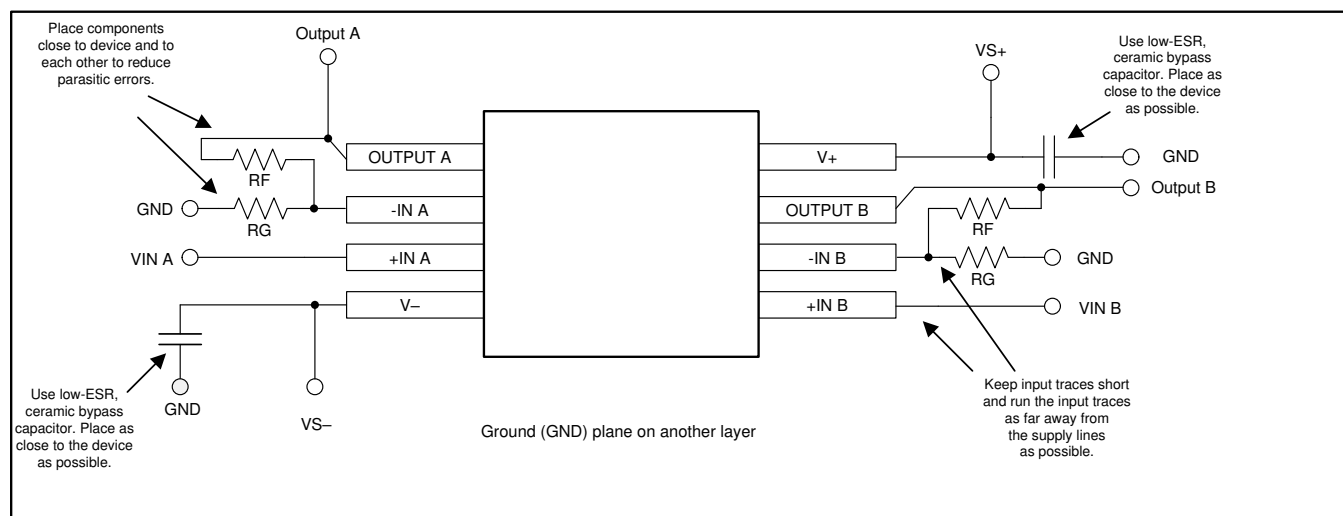 Place components
close to device and to
each other to reduce
parasitic errors.
Output A
VS+
Use low-ESR,
ceramic bypass
capacitor. Place as
close to the device
as possible.
OUTPUT A
RF
GND
RG
-IN A
VIN A
+IN A
V–
V+
GND
OUTPUT B
Output B
RF
-IN B
RG
GND
+IN B
VIN B
Use low-ESR,
ceramic bypass
capacitor. Place as
close to the device
as possible.
GND
VS–
Ground (GND) plane on another layer
Keep input traces short
and run the input traces
as far away from
the supply lines
as possible.